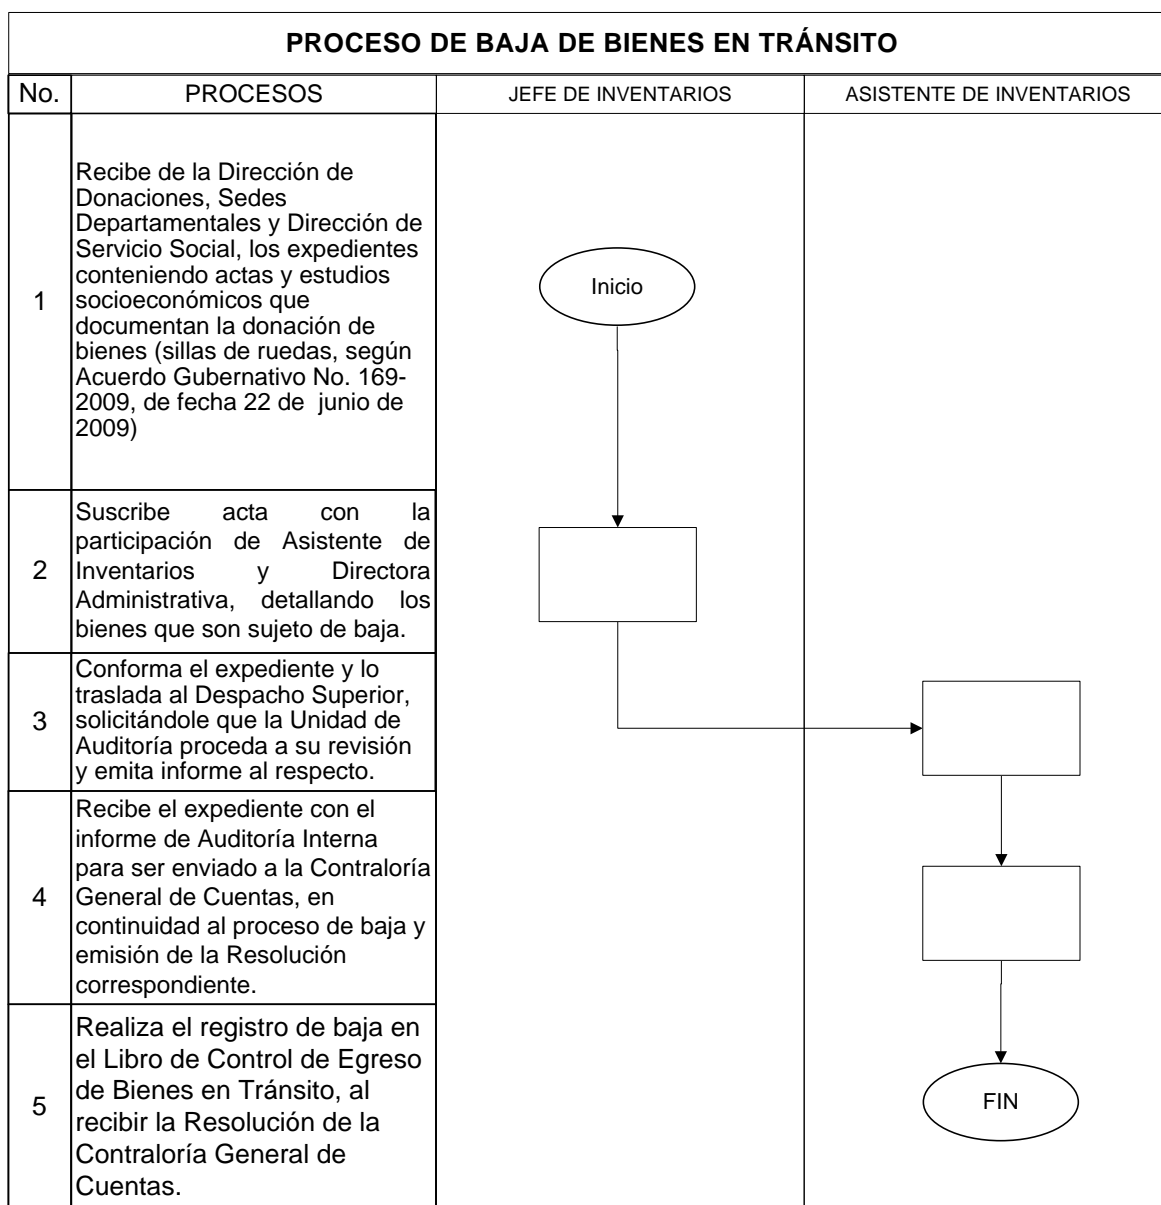 PROCESO DE BAJA DE BIENES EN TRÁNSITO
No.
PROCESOS
JEFE DE INVENTARIOS
ASISTENTE DE INVENTARIOS
1
Recibe de la Dirección de
Donaciones, Sedes
Departamentales y Dirección de
Servicio Social, los expedientes
conteniendo actas y estudios
socioeconómicos que
documentan la donación de
bienes (sillas de ruedas, según
Acuerdo Gubernativo No. 169-
2009, de fecha 22 de junio de
2009)
Inicio
2
Suscribe acta con la
participación de Asistente de
Inventarios y Directora
Administrativa, detallando los
bienes que son sujeto de baja.
3
Conforma el expediente y lo
traslada al Despacho Superior,
solicitándole que la Unidad de
Auditoría proceda a su revisión
y emita informe al respecto.
4
Recibe el expediente con el
informe de Auditoría Interna
para ser enviado a la Contraloría
General de Cuentas, en
continuidad al proceso de baja y
emisión de la Resolución
correspondiente.
5
Realiza el registro de baja en
el Libro de Control de Egreso
de Bienes en Tránsito, al
recibir la Resolución de la
Contraloría General de
Cuentas.
FIN